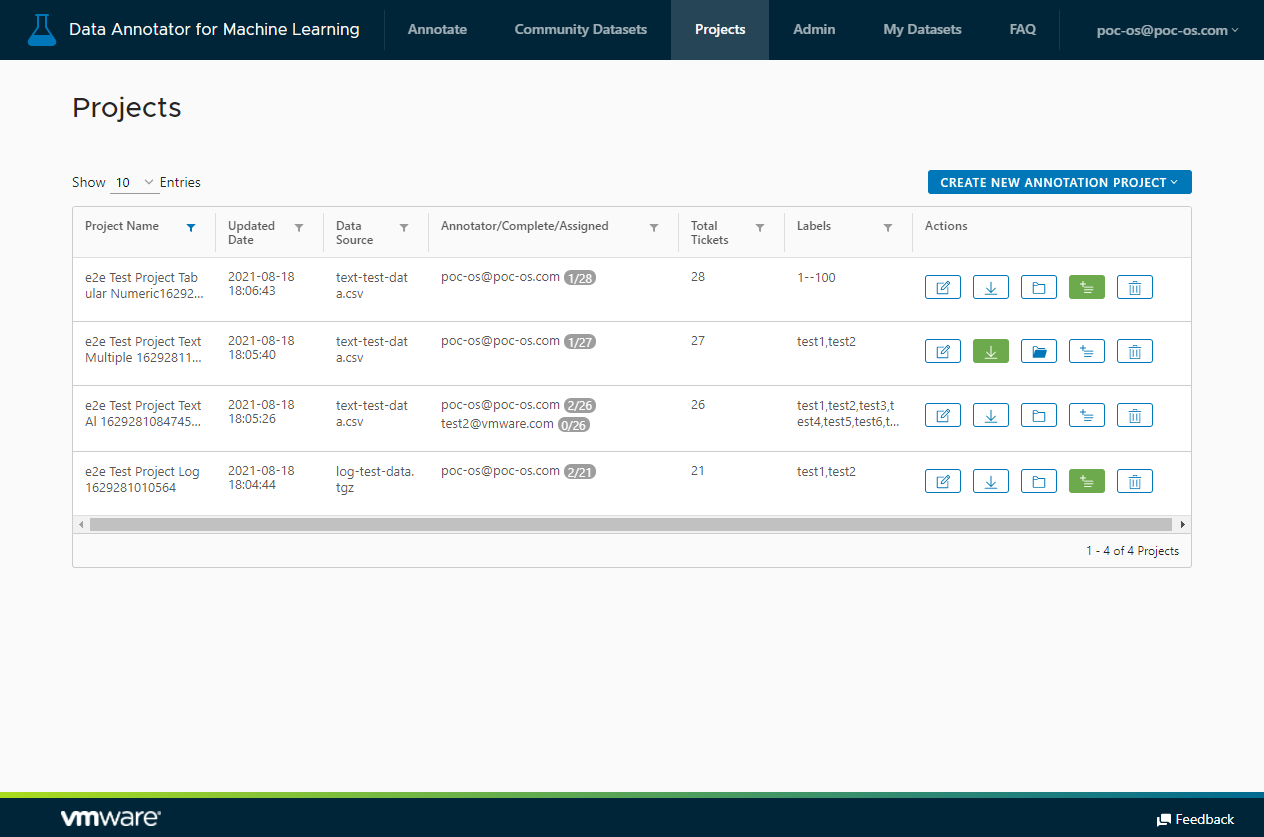 Data Annotator for Machine Learning Annotate Community Datasets Projects Admin My Datasets FAQ poc-os@poc-os.com
Projects
Show 10 Entries
CREATE NEW ANNOTATION PROJECT
Project Name Updated Date Data Source Annotator/Complete/Assigned Total Tickets Labels Actions
e2e Test Project Tab 2021-08-18 text-test-dat poc-os@poc-os.com 1/28 28 1--100
ular Numeric16292... 18:06:43 a.csv
e2e Test Project Text 2021-08-18 text-test-dat poc-os@poc-os.com 1/27 27 test1,test2
Multiple 16292811... 18:05:40 a.csv
e2e Test Project Text 2021-08-18 text-test-dat poc-os@poc-os.com 2/26 26 test1,test2,test3,t
Al 1629281084745... 18:05:26 a.csv test2@vmware.com 0/26 est4,test5,test6,t...
e2e Test Project Log 2021-08-18 log-test-data. poc-os@poc-os.com 2/21 21 test1,test2
1629281010564 18:04:44 tgz
1 - 4 of 4 Projects
vmware Feedback